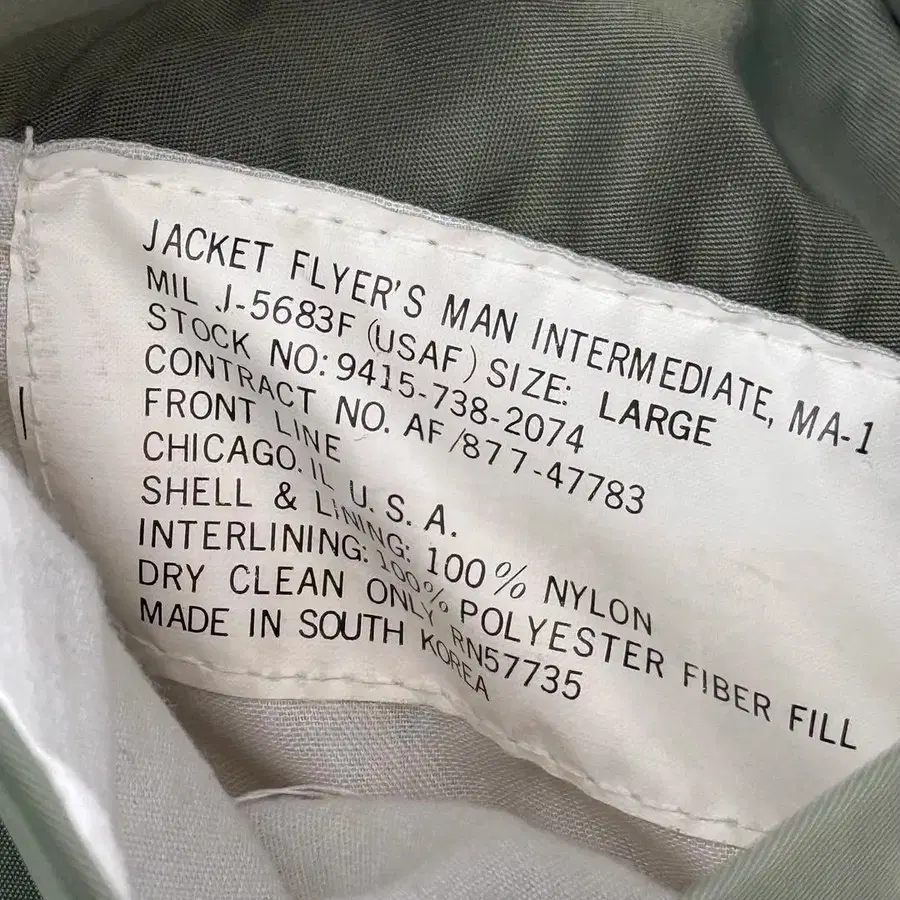 JACKET FLYER'S MAN INTERMEDIATE, MA-1
MIL J-5683F (USAF) SIZE: LARGE
STOCK NO: 9415-738-2074
CONTRACT NO. AF/877-47783
FRONT LINE
CHICAGO. IL U. S. A.
SHELL & LINING: 100% NYLON
INTERLINING: 100% POLYESTER FIBER FILL
DRY CLEAN ONLY RN57735
MADE IN SOUTH KOREA